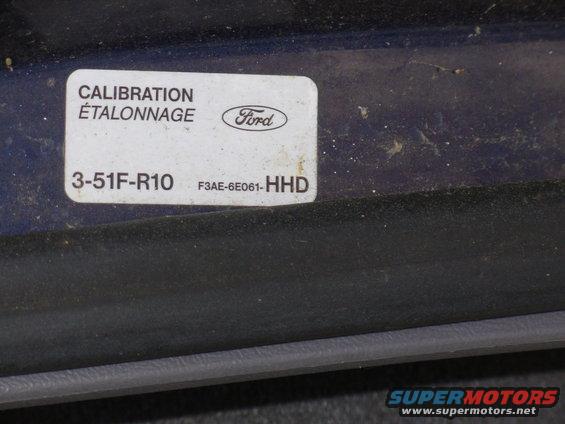 CALIBRATION
ÉTALONNAGE
Ford
3-51F-R10 F3AE-6E061-HHD
SUPERMOTORS
www.supermotors.net